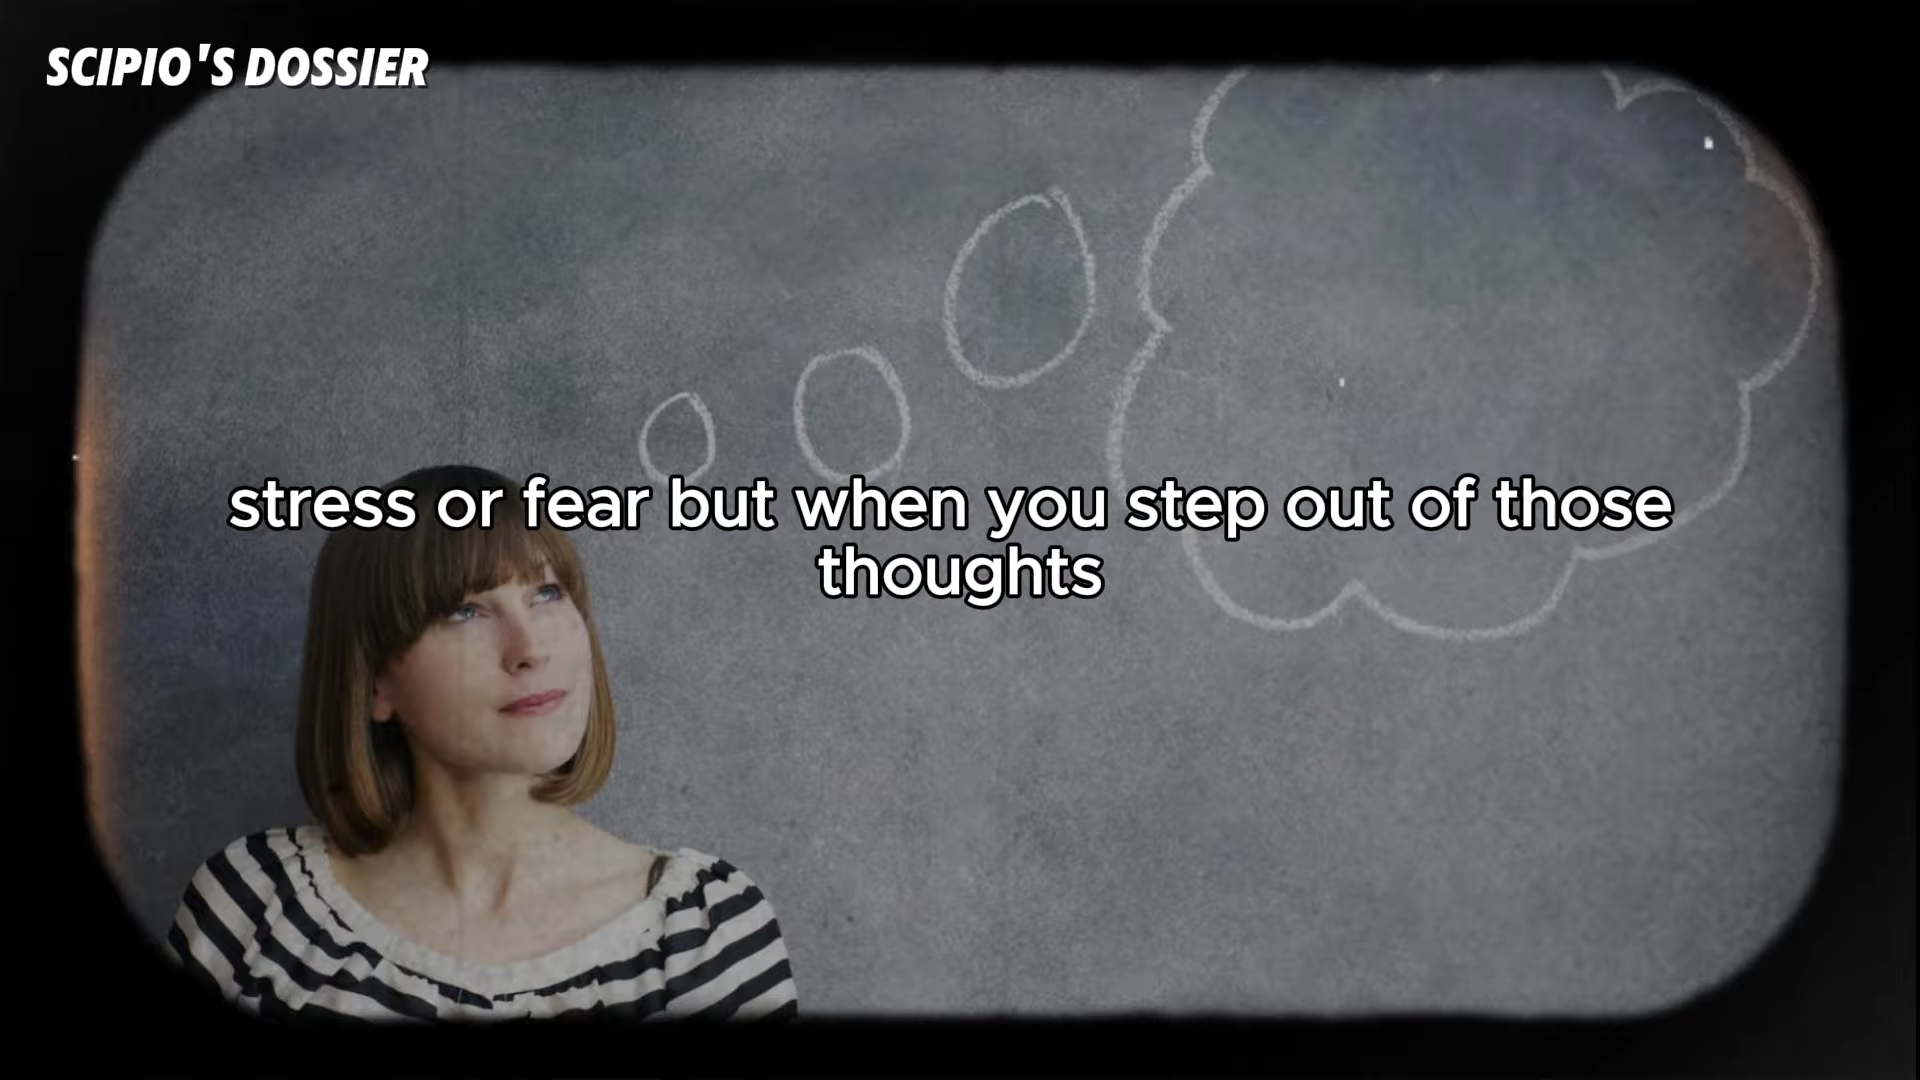 SCIPIO'S DOSSIER
stress or fear but when you step out of those
thoughts